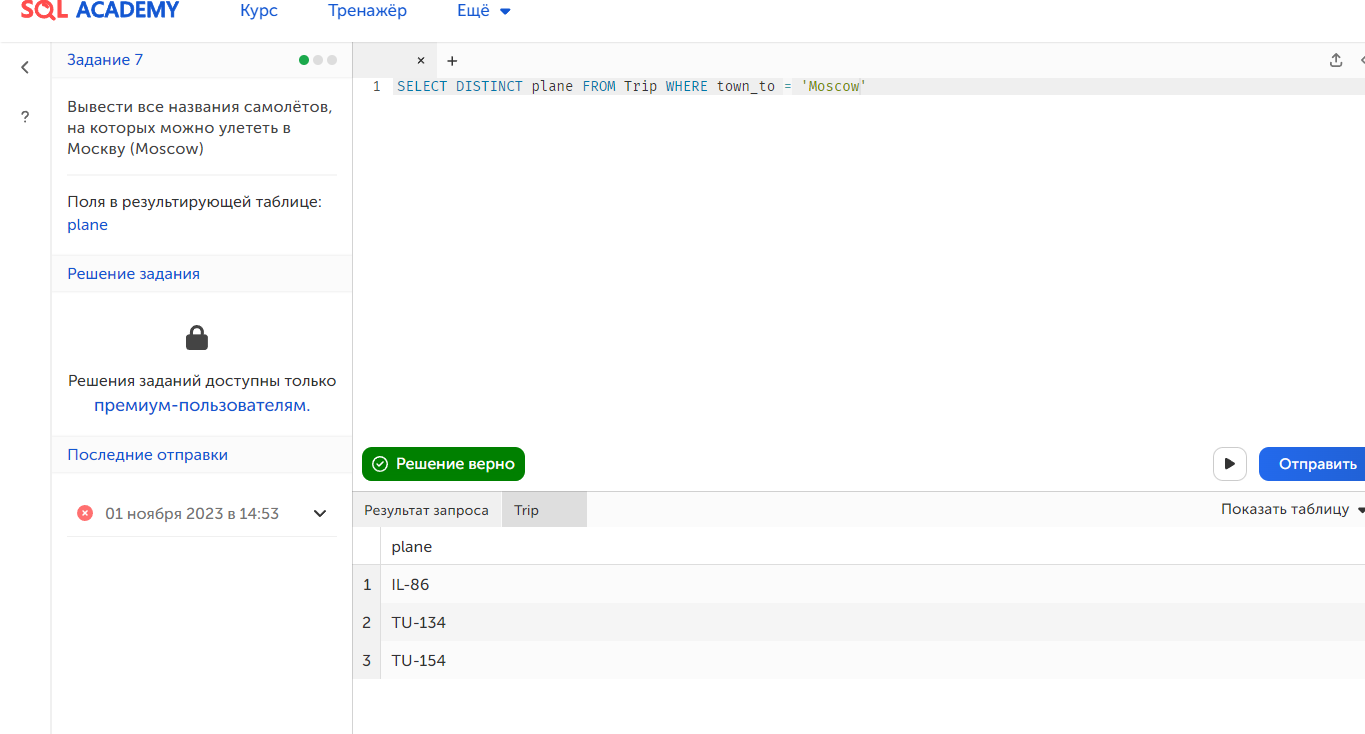 SQL ACADEMY
Курс
Тренажёр
Ещё
Задание 7
Вывести все названия самолётов,
на которых можно улететь в
Москву (Moscow)
Поля в результирующей таблице:
plane
Решение задания
Решения заданий доступны только
премиум-пользователям.
Последние отправки
01 ноября 2023 в 14:53
?
×
+
1 SELECT DISTINCT plane FROM Trip WHERE town_to = 'Moscow'
Решение верно
Отправить
Результат запроса
Trip
Показать таблицу
plane
1 IL-86
2 TU-134
3 TU-154